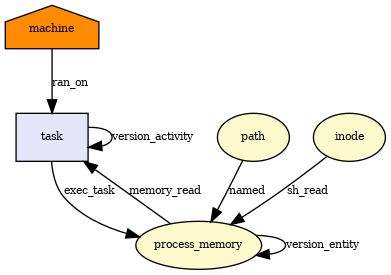 machine
ran_on
task
version_activity
path
inode
exec_task
memory_read
named
sh_read
process_memory
version_entity